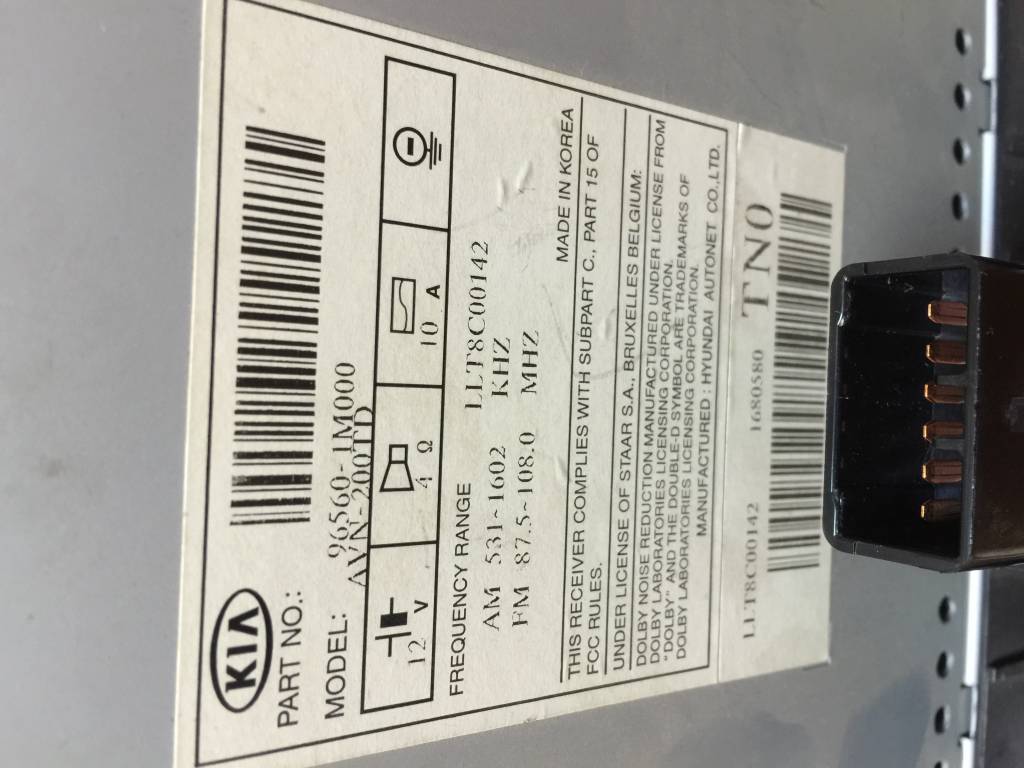 KIA
PART NO.: 96560-1M000
MODEL: AVN-200TD
12 V 4 Ω 10 A
FREQUENCY RANGE LLT8C00142
AM 531~1602 KHZ
FM 87.5~108.0 MHZ
MADE IN KOREA
THIS RECEIVER COMPLIES WITH SUBPART C., PART 15 OF
FCC RULES.
UNDER LICENSE OF STAR S.A., BRUXELLES BELGIUM:
DOLBY NOISE REDUCTION MANUFACTURED UNDER LICENSE FROM
DOLBY LABORATORIES LICENSING CORPORATION.
"DOLBY" AND THE DOUBLE-D SYMBOL ARE TRADEMARKS OF
DOLBY LABORATORIES LICENSING CORPORATION.
MANUFACTURED : HYUNDAI AUTONET CO.,LTD.
LLT8C00142 1680580 TN0